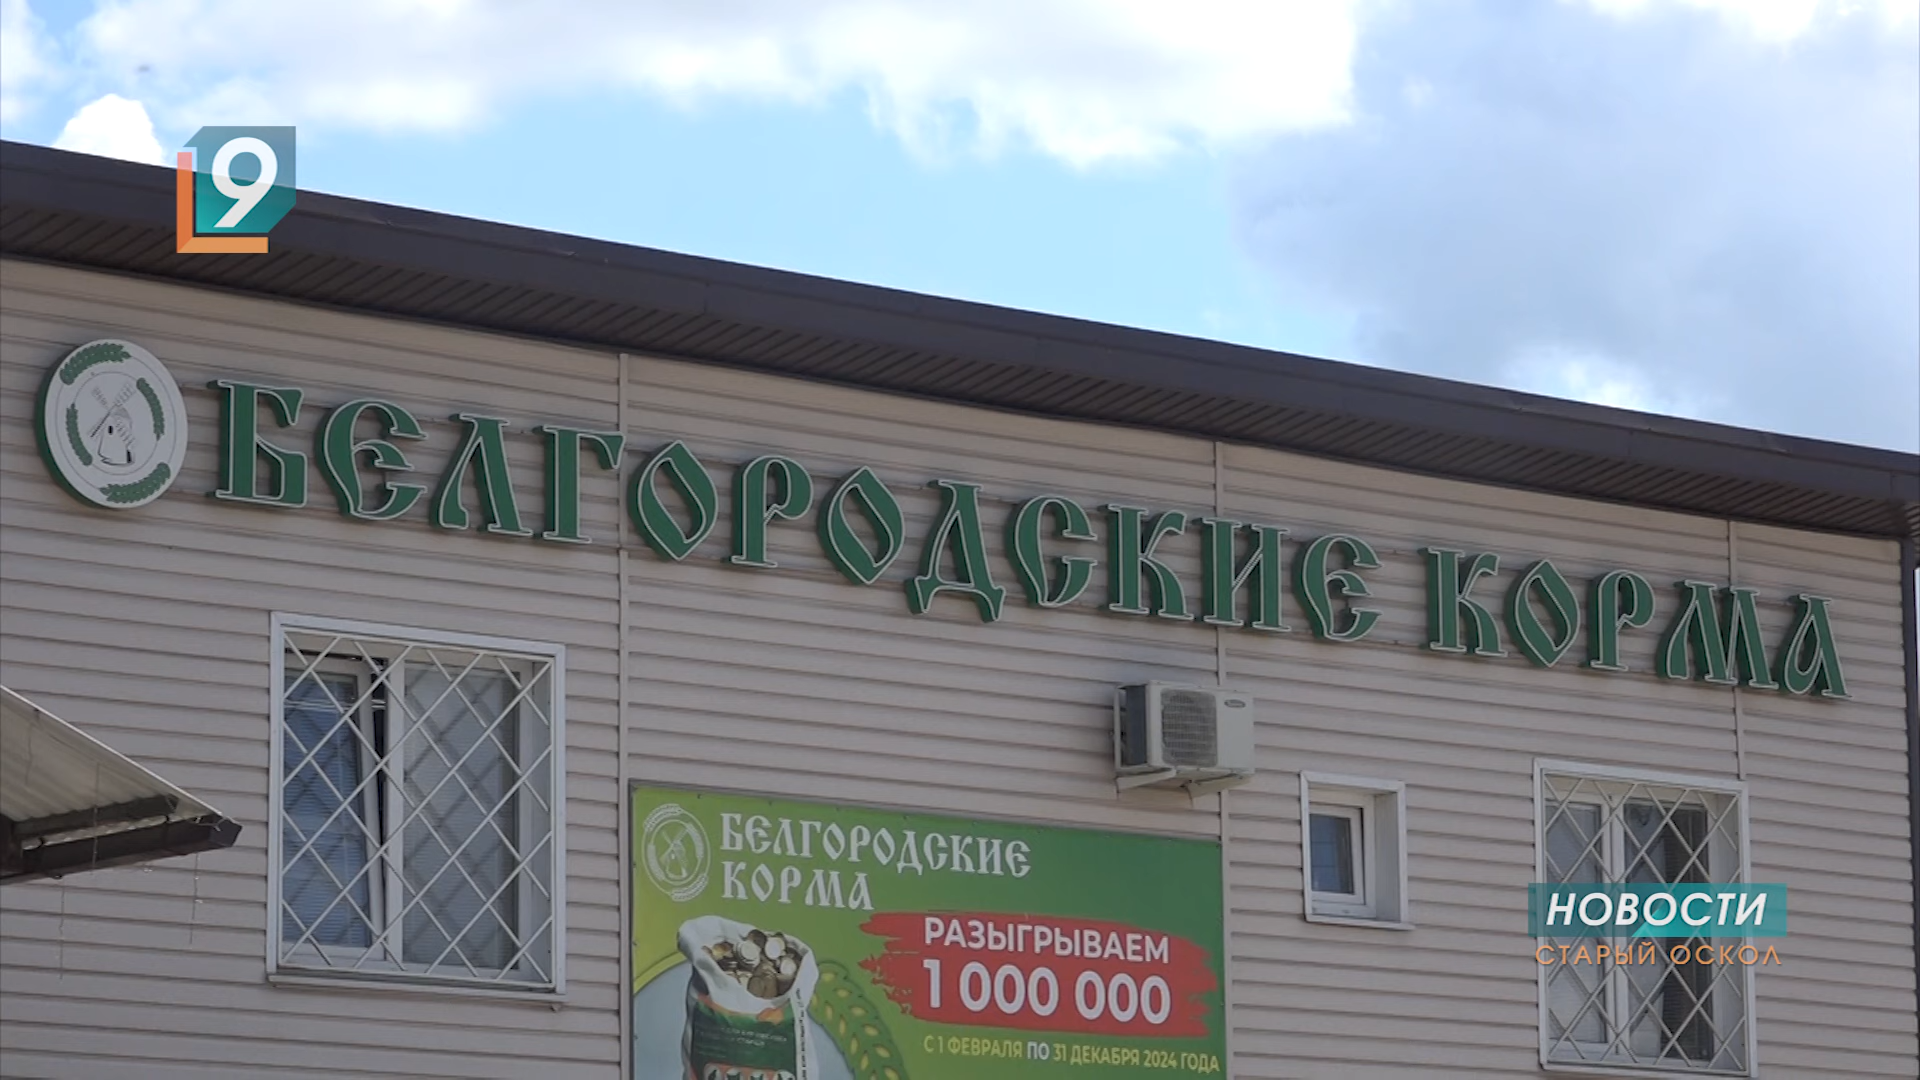 9
БЕЛГОРОДСКИЕ КОРМА
БЕЛГОРОДСКИЕ
КОРМА
РАЗЫГРЫВАЕМ
1 000 000
С 1 ФЕВРАЛЯ ПО 31 ДЕКАБРЯ 2024 ГОДА
НОВОСТИ
СТАРЫЙ ОСКОЛ